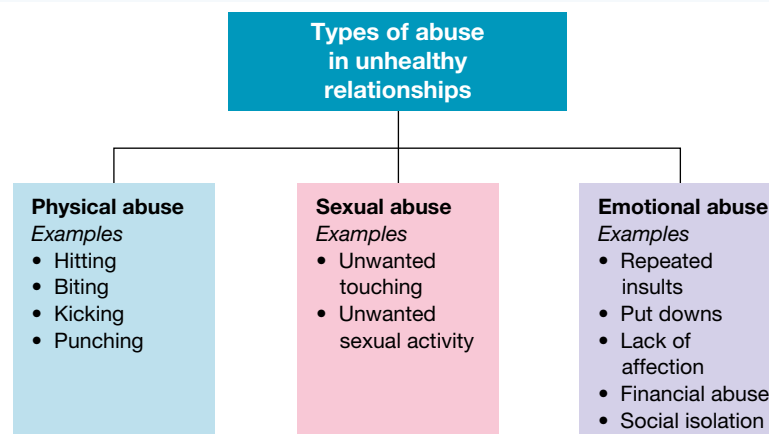 Types of abuse
in unhealthy
relationships
Physical abuse
Examples
• Hitting
• Biting
• Kicking
• Punching
Sexual abuse
Examples
• Unwanted
touching
• Unwanted
sexual activity
Emotional abuse
Examples
• Repeated
insults
• Put downs
• Lack of
affection
• Financial abuse
• Social isolation